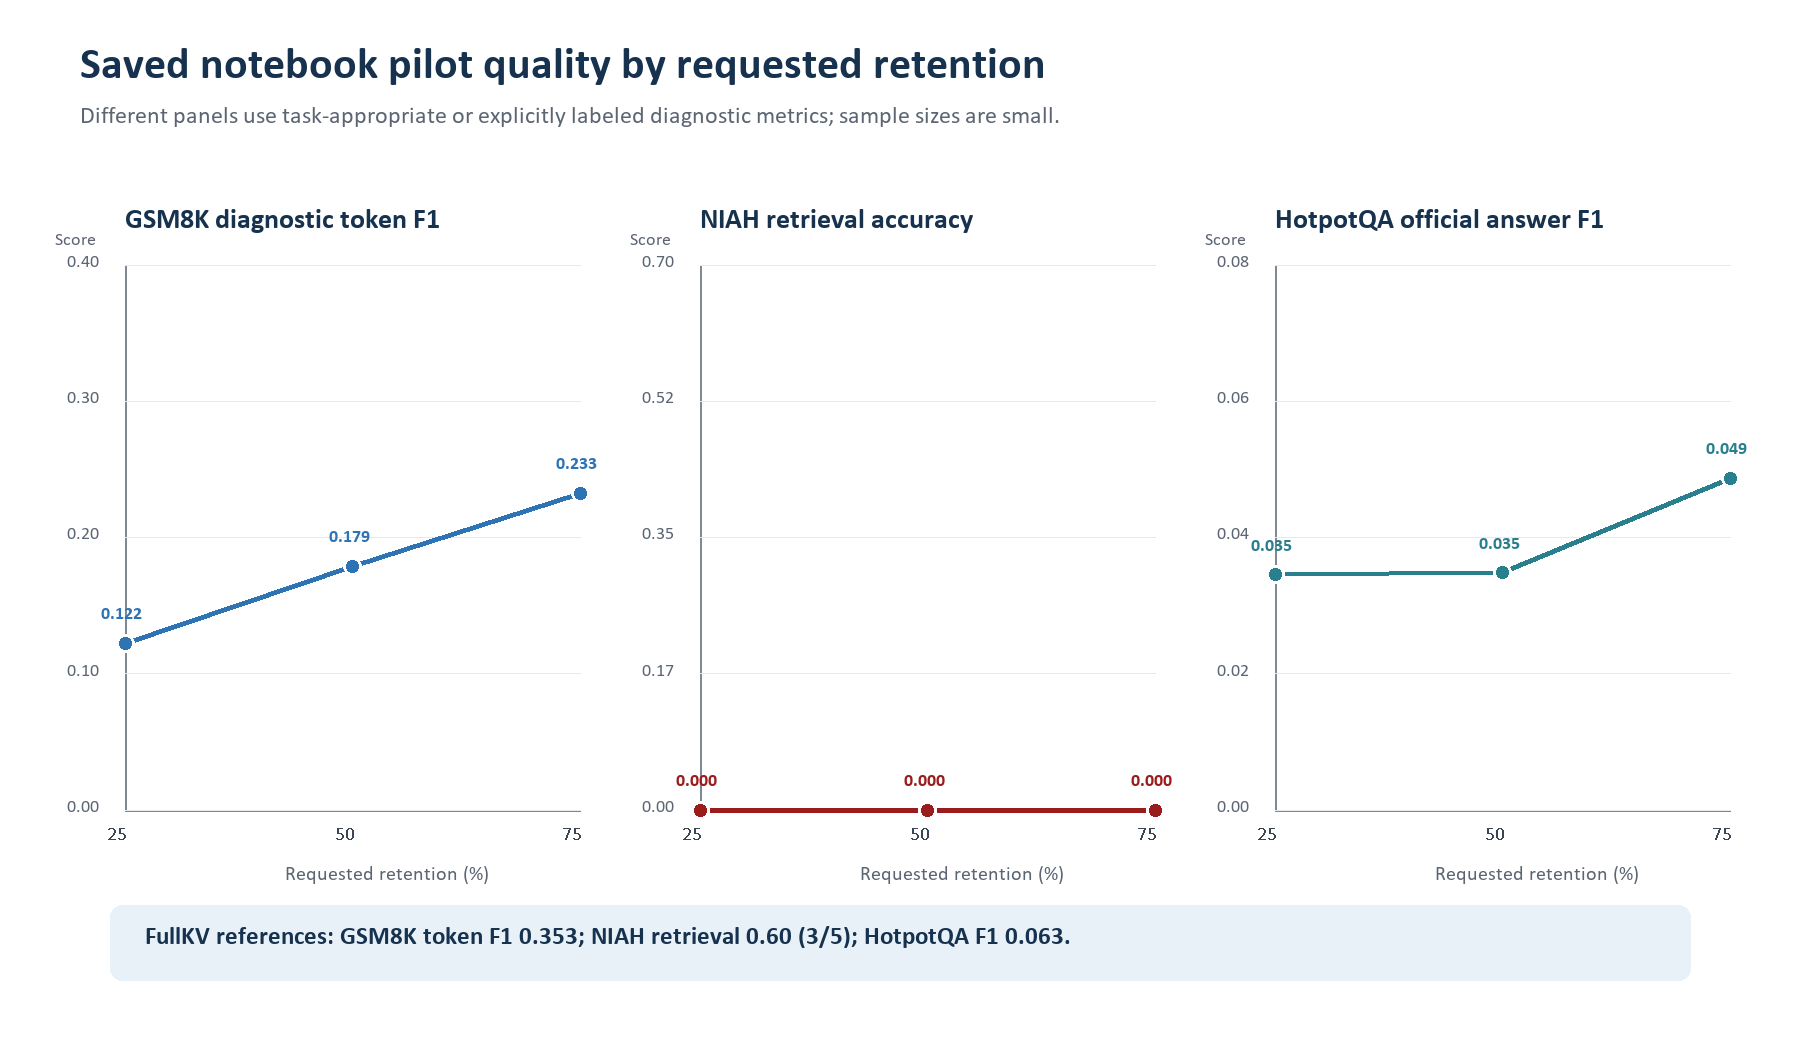 Saved notebook pilot quality by requested retention
Different panels use task-appropriate or explicitly labeled diagnostic metrics; sample sizes are small.
GSM8K diagnostic token F1
Score
0.40
0.30
0.20
0.10
0.00
0.122
0.179
0.233
25 50 75
Requested retention (%)
NIAH retrieval accuracy
Score
0.70
0.52
0.35
0.17
0.00
0.000 0.000 0.000
25 50 75
Requested retention (%)
HotpotQA official answer F1
Score
0.08
0.06
0.04
0.02
0.00
0.035
0.035
0.049
25 50 75
Requested retention (%)
FullKV references: GSM8K token F1 0.353; NIAH retrieval 0.60 (3/5); HotpotQA F1 0.063.